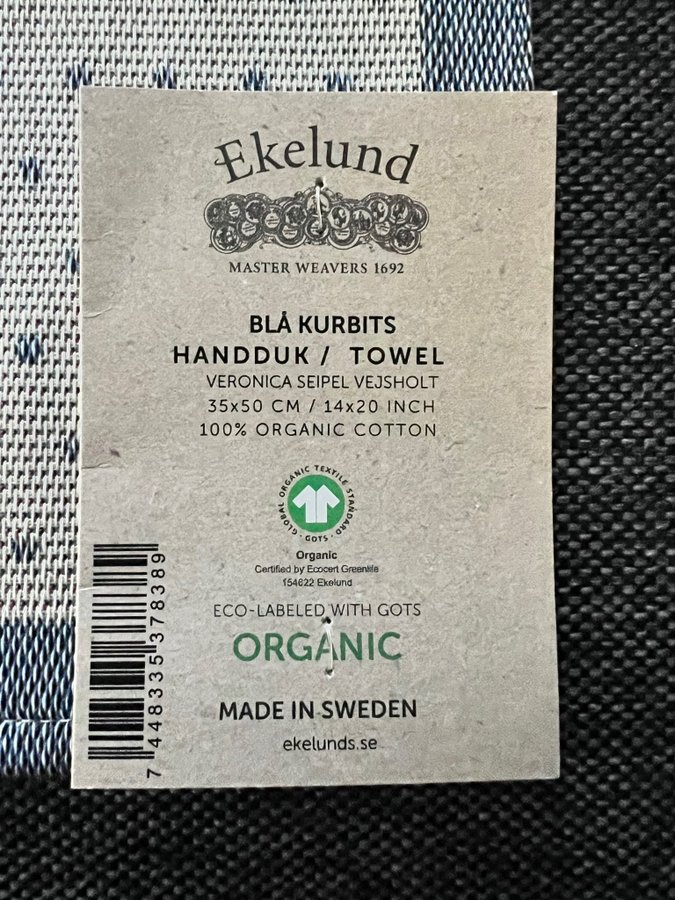 Ekelund
MASTER WEAVERS 1692
BLÅ KURBITS
HANDDUK / TOWEL
VERONICA SEIPEL VEJSHOLT
35x50 CM / 14x20 INCH
100% ORGANIC COTTON
GLOBAL ORGANIC TEXTILE STANDARD
· GOTS ·
Organic
Certified by Ecocert Greenlife
154622 Ekelund
ECO-LABELED WITH GOTS
ORGANIC
MADE IN SWEDEN
ekelunds.se
7 448335 378389